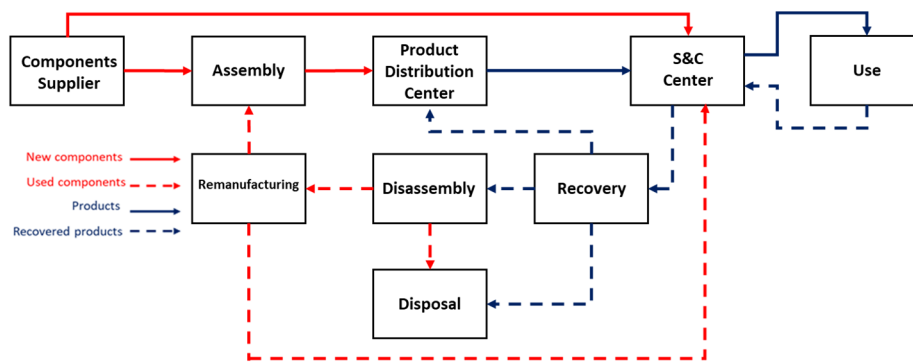 Components
Supplier
Assembly
Product
Distribution
Center
S&C
Center
Use
New components
Used components
Products
Recovered products
Remanufacturing
Disassembly
Recovery
Disposal